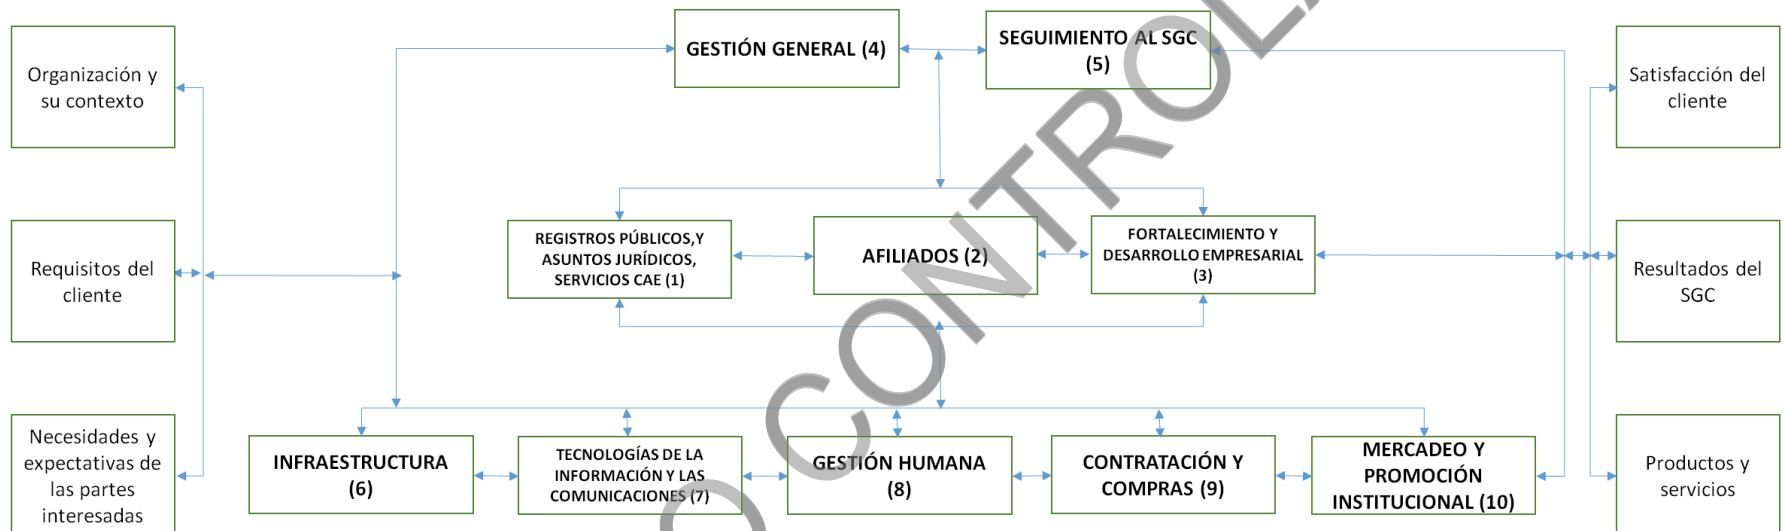 Organización y
su contexto
Requisitos del
cliente
Necesidades y
expectativas de
las partes
interesadas
GESTIÓN GENERAL (4)
SEGUIMIENTO AL SGC
(5)
REGISTROS PÚBLICOS,Y
ASUNTOS JURÍDICOS,
SERVICIOS CAE (1)
AFILIADOS (2)
FORTALECIMIENTO Y
DESARROLLO EMPRESARIAL
(3)
INFRAESTRUCTURA
(6)
TECNOLOGÍAS DE LA
INFORMACIÓN Y LAS
COMUNICACIONES (7)
GESTIÓN HUMANA
(8)
CONTRATACIÓN Y
COMPRAS (9)
MERCADEO Y
PROMOCIÓN
INSTITUCIONAL (10)
Satisfacción del
cliente
Resultados del
SGC
Productos y
servicios